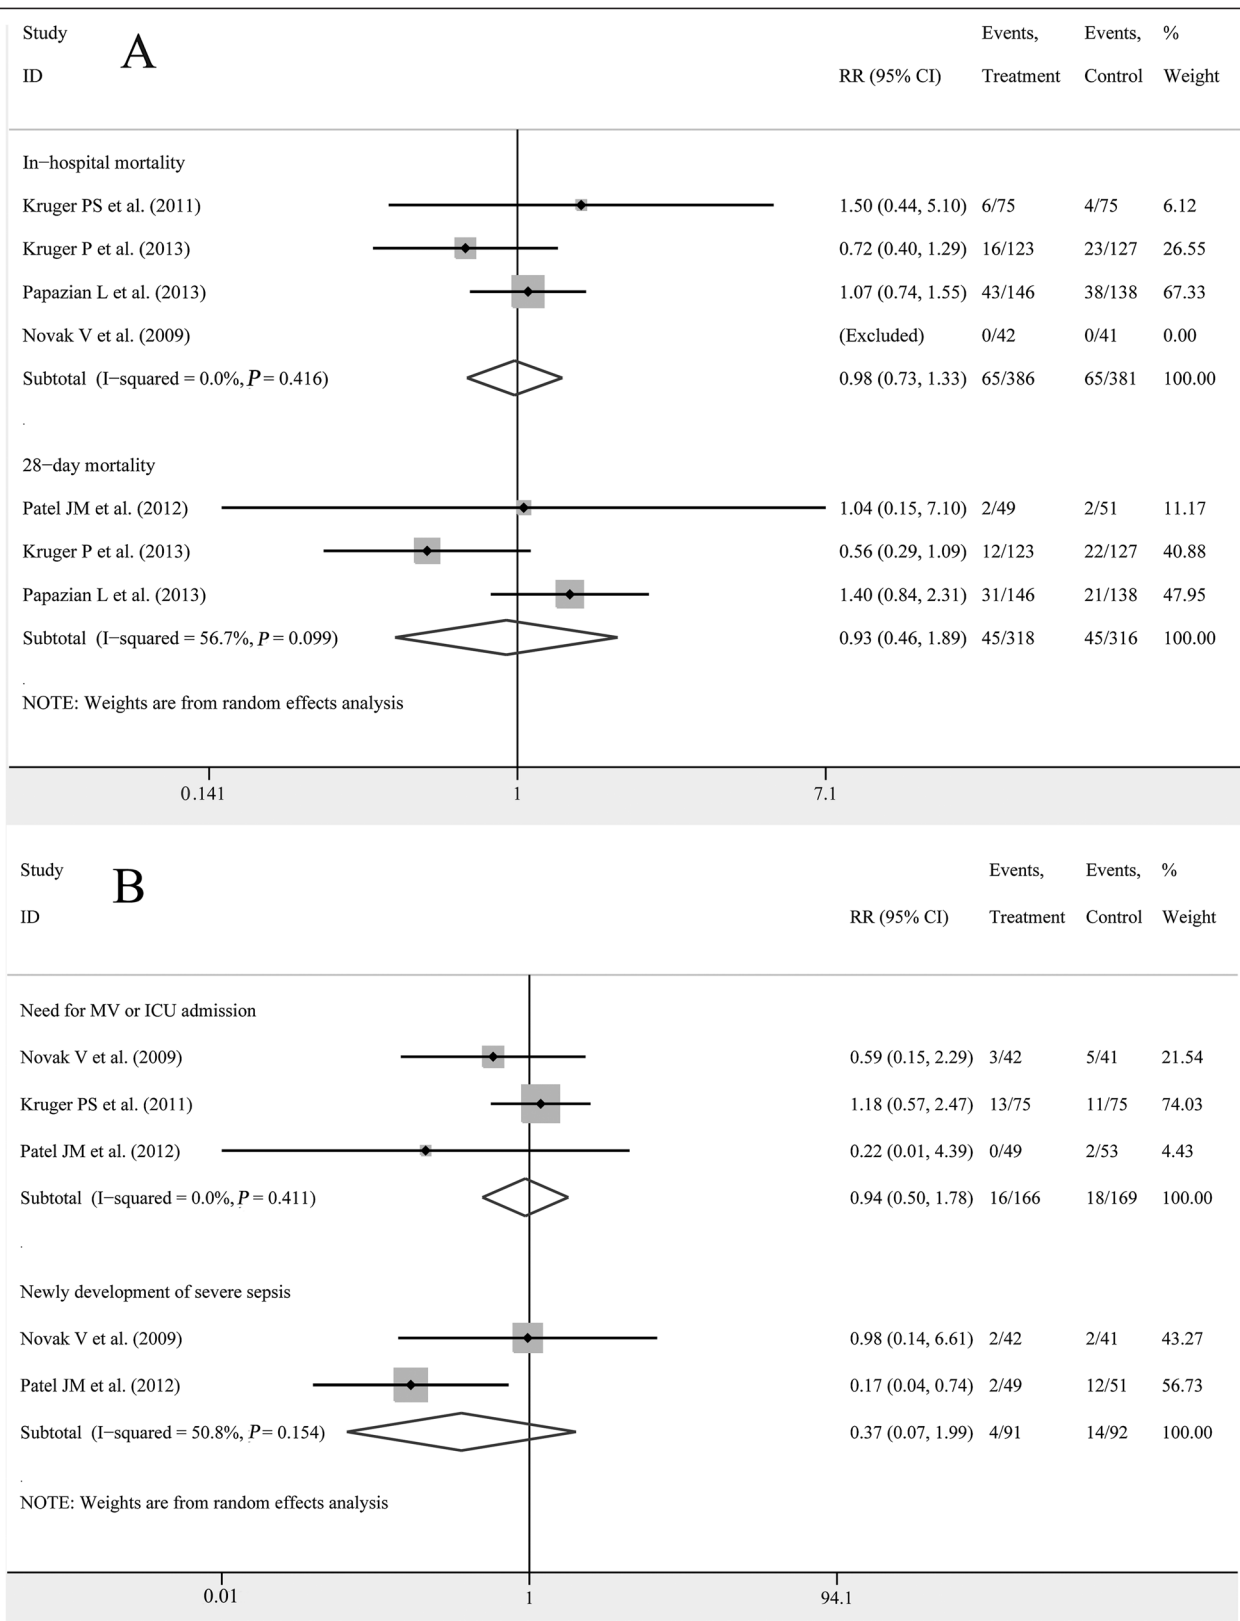 Study Events, Events, %
A
ID RR (95% CI) Treatment Control Weight
In−hospital mortality
Kruger PS et al. (2011) 1.50 (0.44, 5.10) 6/75 4/75 6.12
Kruger P et al. (2013) 0.72 (0.40, 1.29) 16/123 23/127 26.55
Papazian L et al. (2013) 1.07 (0.74, 1.55) 43/146 38/138 67.33
Novak V et al. (2009) (Excluded) 0/42 0/41 0.00
Subtotal (I−squared = 0.0%, P = 0.416) 0.98 (0.73, 1.33) 65/386 65/381 100.00
.
28−day mortality
Patel JM et al. (2012) 1.04 (0.15, 7.10) 2/49 2/51 11.17
Kruger P et al. (2013) 0.56 (0.29, 1.09) 12/123 22/127 40.88
Papazian L et al. (2013) 1.40 (0.84, 2.31) 31/146 21/138 47.95
Subtotal (I−squared = 56.7%, P = 0.099) 0.93 (0.46, 1.89) 45/318 45/316 100.00
.
NOTE: Weights are from random effects analysis
0.141 1 7.1
Study Events, Events, %
B
ID RR (95% CI) Treatment Control Weight
Need for MV or ICU admission
Novak V et al. (2009) 0.59 (0.15, 2.29) 3/42 5/41 21.54
Kruger PS et al. (2011) 1.18 (0.57, 2.47) 13/75 11/75 74.03
Patel JM et al. (2012) 0.22 (0.01, 4.39) 0/49 2/53 4.43
Subtotal (I−squared = 0.0%, P = 0.411) 0.94 (0.50, 1.78) 16/166 18/169 100.00
.
Newly development of severe sepsis
Novak V et al. (2009) 0.98 (0.14, 6.61) 2/42 2/41 43.27
Patel JM et al. (2012) 0.17 (0.04, 0.74) 2/49 12/51 56.73
Subtotal (I−squared = 50.8%, P = 0.154) 0.37 (0.07, 1.99) 4/91 14/92 100.00
.
NOTE: Weights are from random effects analysis
0.01 1 94.1